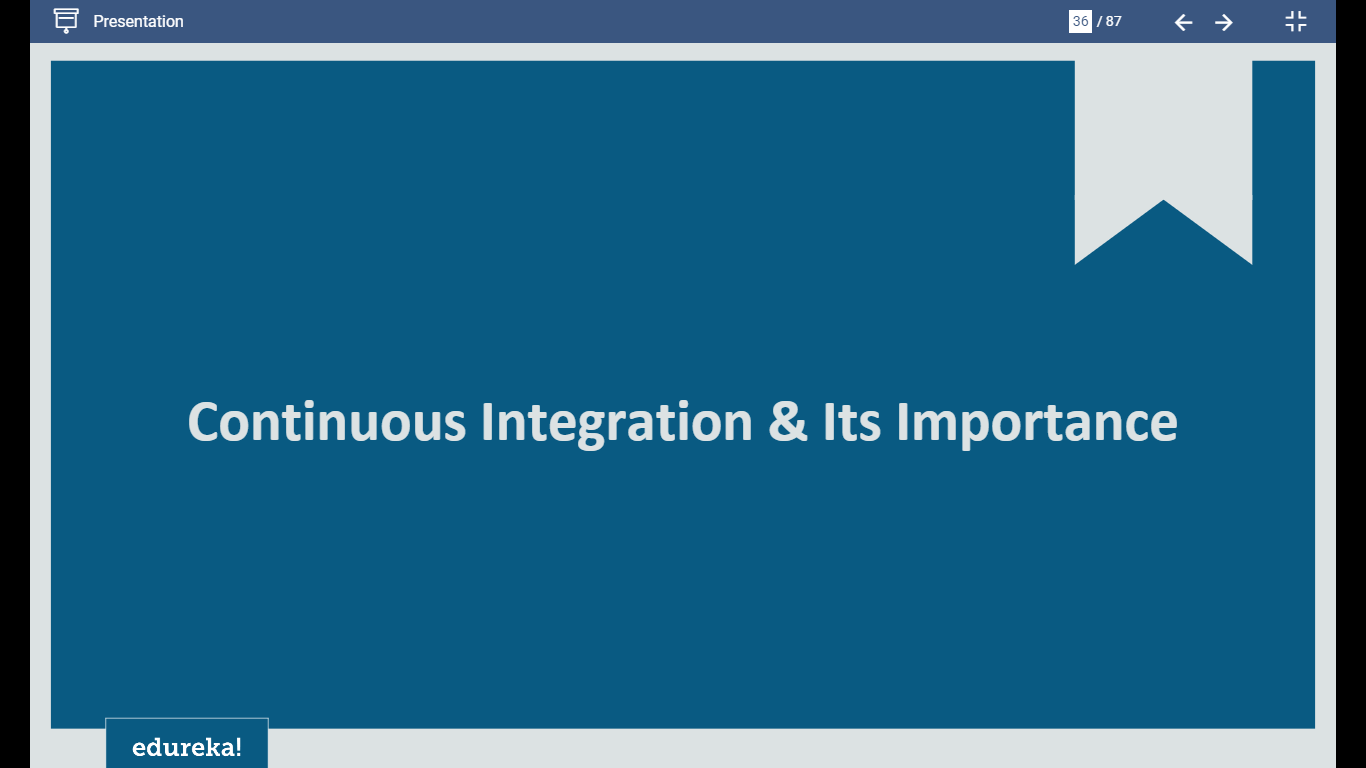 Presentation
36 / 87
Continuous Integration & Its Importance
edureka!